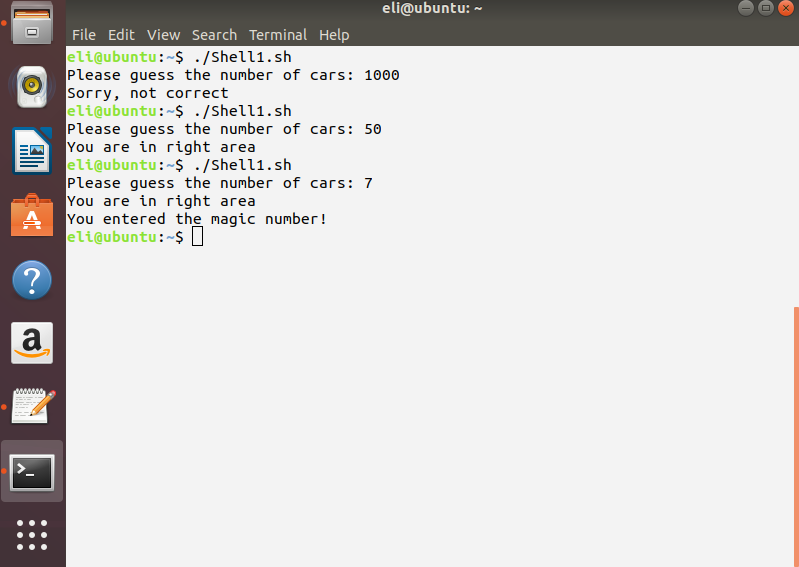 eli@ubuntu: ~
File Edit View Search Terminal Help
eli@ubuntu:~$ ./Shell1.sh
Please guess the number of cars: 1000
Sorry, not correct
eli@ubuntu:~$ ./Shell1.sh
Please guess the number of cars: 50
You are in right area
eli@ubuntu:~$ ./Shell1.sh
Please guess the number of cars: 7
You are in right area
You entered the magic number!
eli@ubuntu:~$